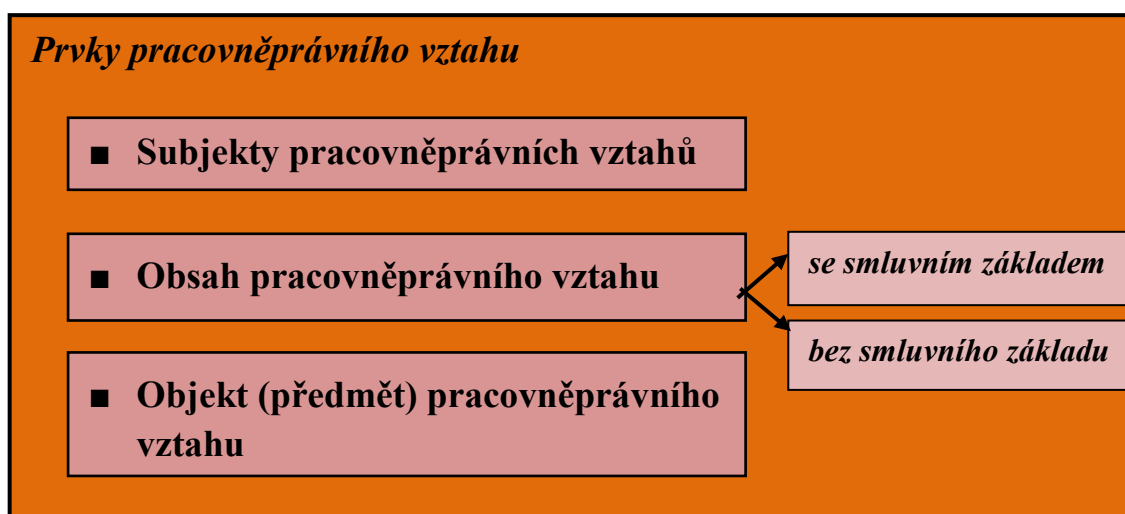 Prvky pracovněprávního vztahu
■ Subjekty pracovněprávních vztahů
■ Obsah pracovněprávního vztahu
se smluvním základem
bez smluvního základu
■ Objekt (předmět) pracovněprávního
vztahu